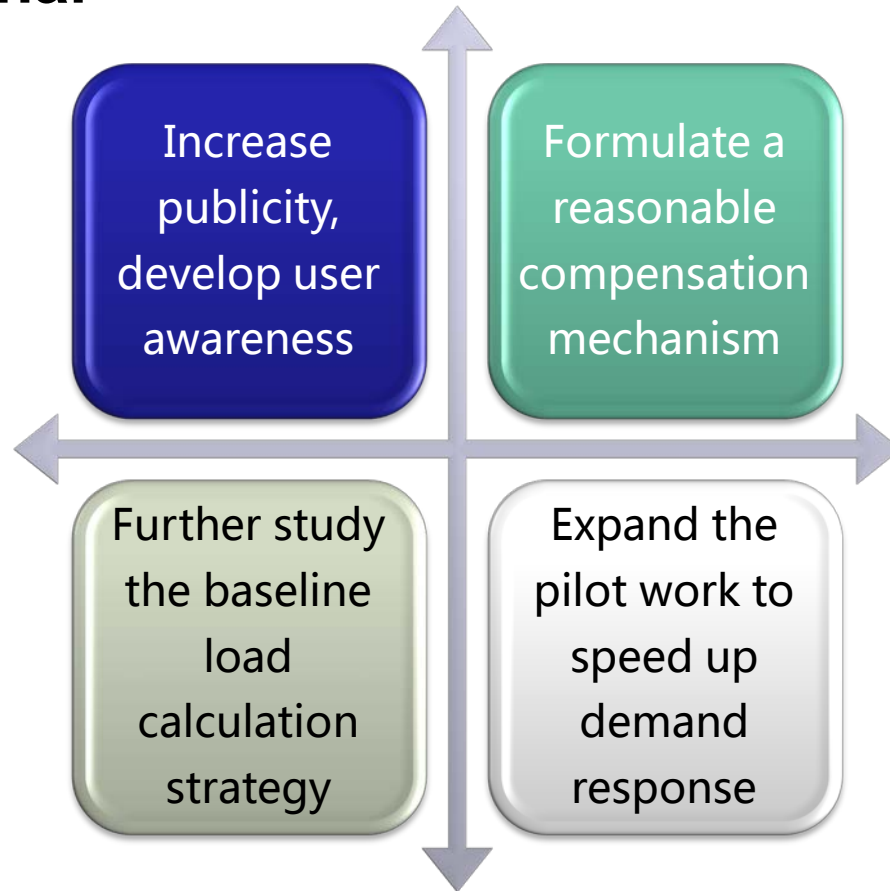 Increase
publicity,
develop user
awareness
Formulate a
reasonable
compensation
mechanism
Further study
the baseline
load
calculation
strategy
Expand the
pilot work to
speed up
demand
response